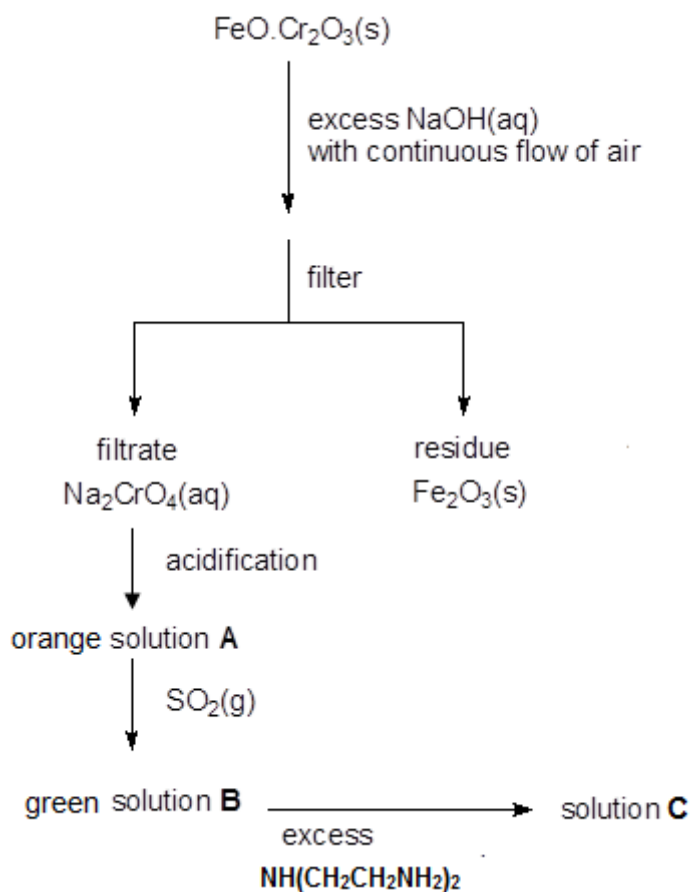 FeO.Cr₂O₃(s)
excess NaOH(aq)
with continuous flow of air
filter
filtrate
Na₂CrO₄(aq)
residue
Fe₂O₃(s)
acidification
orange solution A
SO₂(g)
green solution B
solution C
excess
NH(CH₂CH₂NH₂)₂